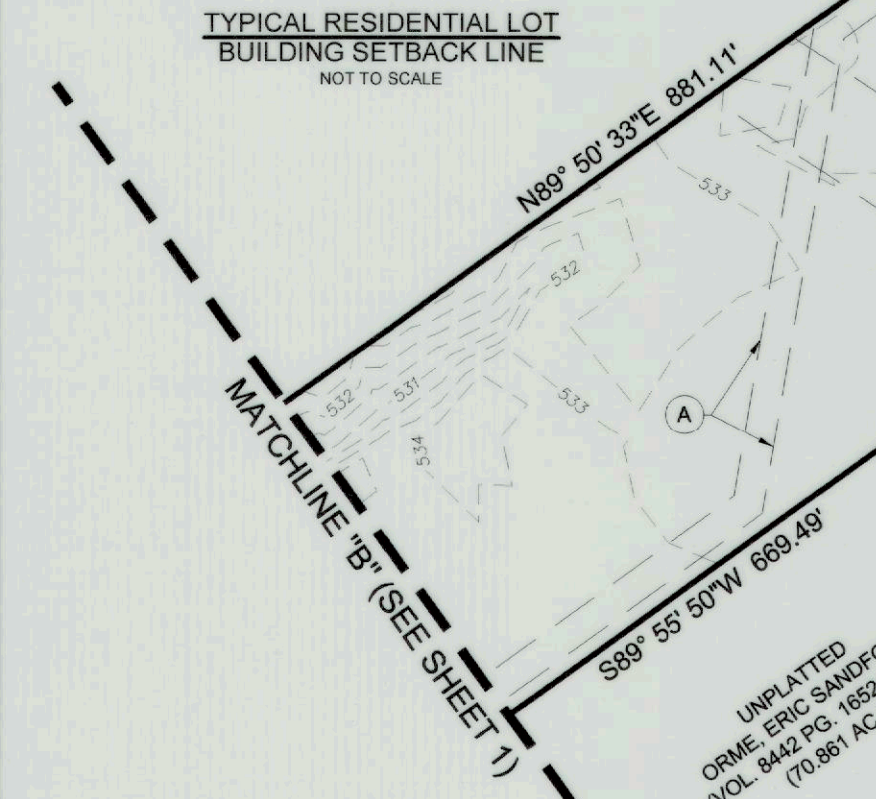 TYPICAL RESIDENTIAL LOT
BUILDING SETBACK LINE
NOT TO SCALE
N89° 50' 33"E 881.11'
533
532
532
531
533
534
A
MATCHLINE "B" (SEE SHEET 1)
S89° 55' 50"W 669.49'
UNPLATTED
ORME, ERIC
VOL. 8442 PG. 1652
(70.861 AC